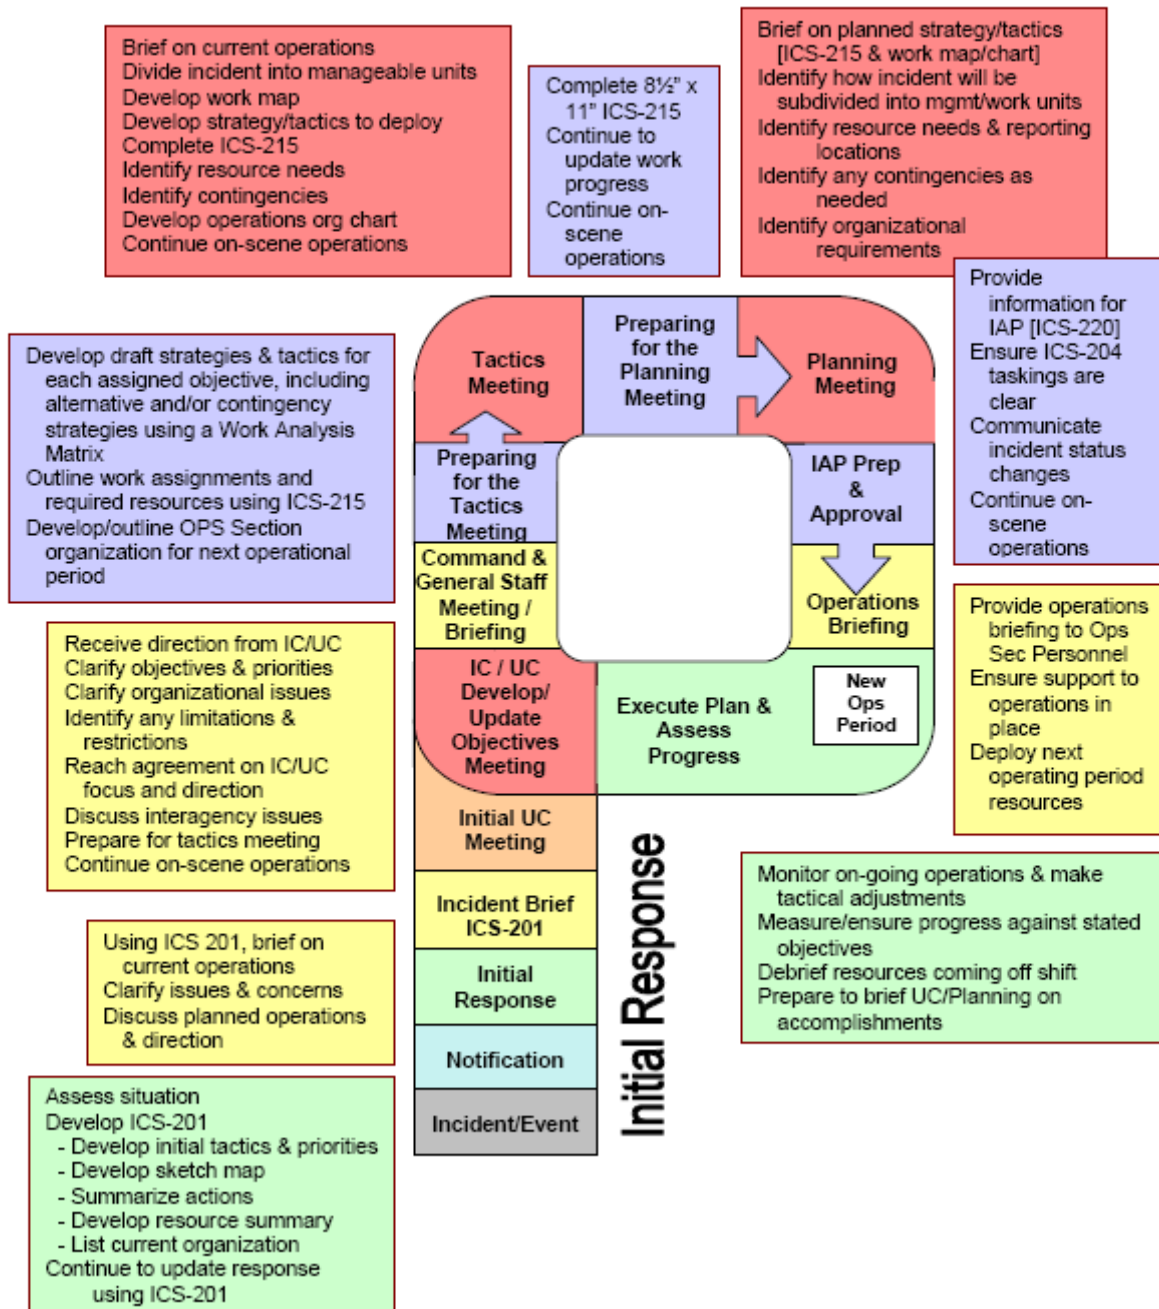 Brief on current operations
Divide incident into manageable units
Develop work map
Develop strategy/tactics to deploy
Complete ICS-215
Identify resource needs
Identify contingencies
Develop operations org chart
Continue on-scene operations
Complete 8½” x
11” ICS-215
Continue to
update work
progress
Continue on-
scene
operations
Brief on planned strategy/tactics
[ICS-215 & work map/chart]
Identify how incident will be
subdivided into mgmt/work units
Identify resource needs & reporting
locations
Identify any contingencies as
needed
Identify organizational
requirements
Provide
information for
IAP [ICS-220]
Ensure ICS-204
taskings are
clear
Communicate
incident status
changes
Continue on-
scene
operations
Develop draft strategies & tactics for
each assigned objective, including
alternative and/or contingency
strategies using a Work Analysis
Matrix
Outline work assignments and
required resources using ICS-215
Develop/outline OPS Section
organization for next operational
period
Tactics
Meeting
Preparing
for the
Planning
Meeting
Planning
Meeting
Preparing
for the
Tactics
Meeting
IAP Prep
&
Approval
Command &
General Staff
Meeting /
Briefing
Operations
Briefing
IC / UC
Develop/
Update
Objectives
Meeting
Execute Plan &
Assess
Progress
New
Ops
Period
Receive direction from IC/UC
Clarify objectives & priorities
Clarify organizational issues
Identify any limitations &
restrictions
Reach agreement on IC/UC
focus and direction
Discuss interagency issues
Prepare for tactics meeting
Continue on-scene operations
Provide operations
briefing to Ops
Sec Personnel
Ensure support to
operations in
place
Deploy next
operating period
resources
Initial UC
Meeting
Incident Brief
ICS-201
Initial
Response
Notification
Incident/Event
Initial Response
Monitor on-going operations & make
tactical adjustments
Measure/ensure progress against stated
objectives
Debrief resources coming off shift
Prepare to brief UC/Planning on
accomplishments
Using ICS 201, brief on
current operations
Clarify issues & concerns
Discuss planned operations
& direction
Assess situation
Develop ICS-201
- Develop initial tactics & priorities
- Develop sketch map
- Summarize actions
- Develop resource summary
- List current organization
Continue to update response
using ICS-201